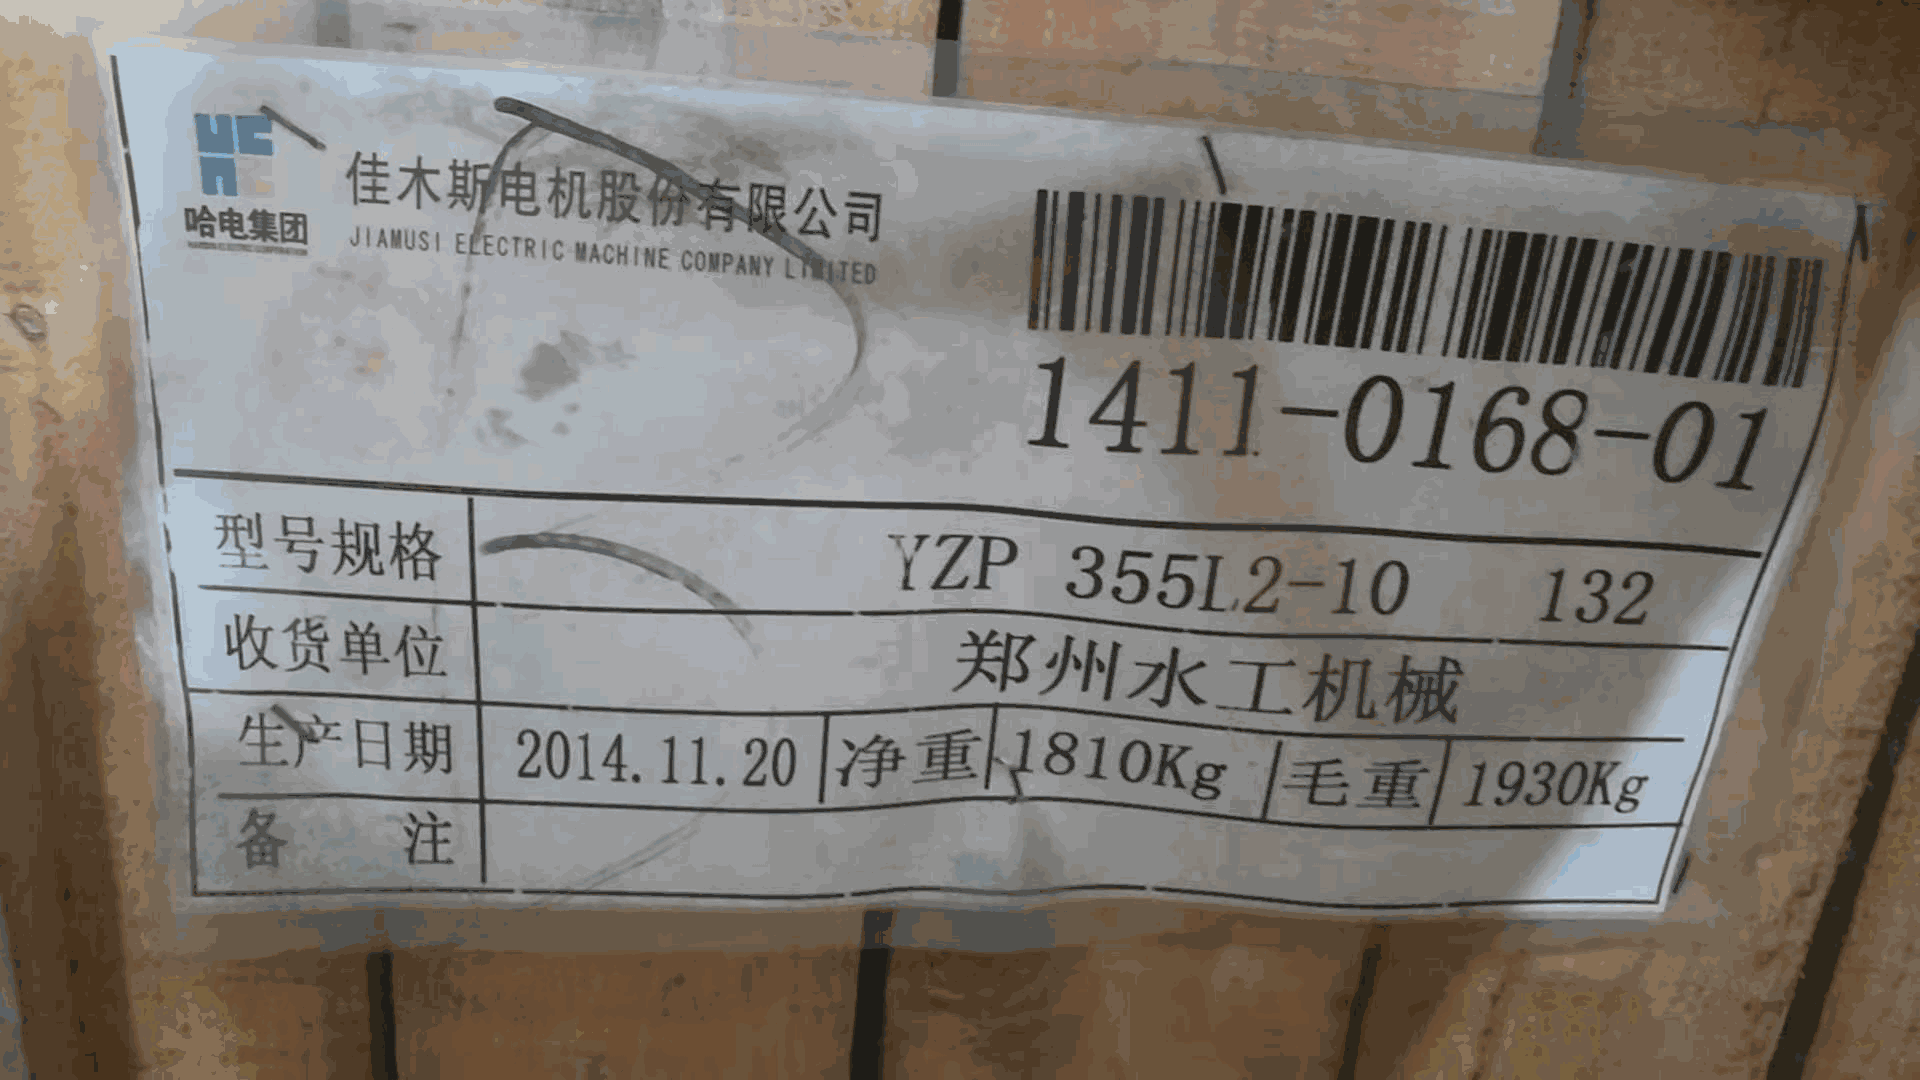 哈电集团
佳木斯电机股份有限公司
JIAMUSI ELECTRIC MACHINE COMPANY LIMITED
1411-0168-01
型号规格 YZP 355L2-10 132
收货单位 郑州水工机械
生产日期 2014.11.20 净重 1810Kg 毛重 1930Kg
备 注